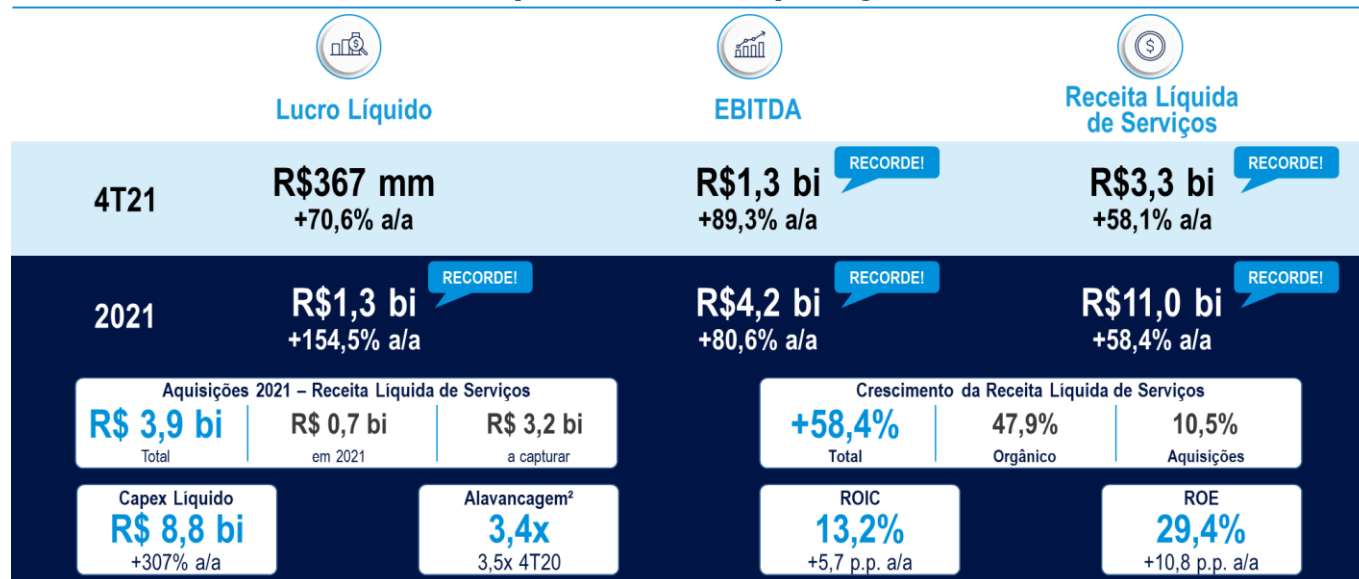 Lucro Líquido
EBITDA
Receita Líquida
de Serviços
4T21
R$367 mm
+70,6% a/a
R$1,3 bi
RECORDE!
+89,3% a/a
R$3,3 bi
RECORDE!
+58,1% a/a
2021
R$1,3 bi
RECORDE!
+154,5% a/a
R$4,2 bi
RECORDE!
+80,6% a/a
R$11,0 bi
RECORDE!
+58,4% a/a
Aquisições 2021 – Receita Líquida de Serviços
R$ 3,9 bi
Total
R$ 0,7 bi
em 2021
R$ 3,2 bi
a capturar
Crescimento da Receita Líquida de Serviços
+58,4%
Total
47,9%
Orgânico
10,5%
Aquisições
Capex Líquido
R$ 8,8 bi
+307% a/a
Alavancagem²
3,4x
3,5x 4T20
ROIC
13,2%
+5,7 p.p. a/a
ROE
29,4%
+10,8 p.p. a/a